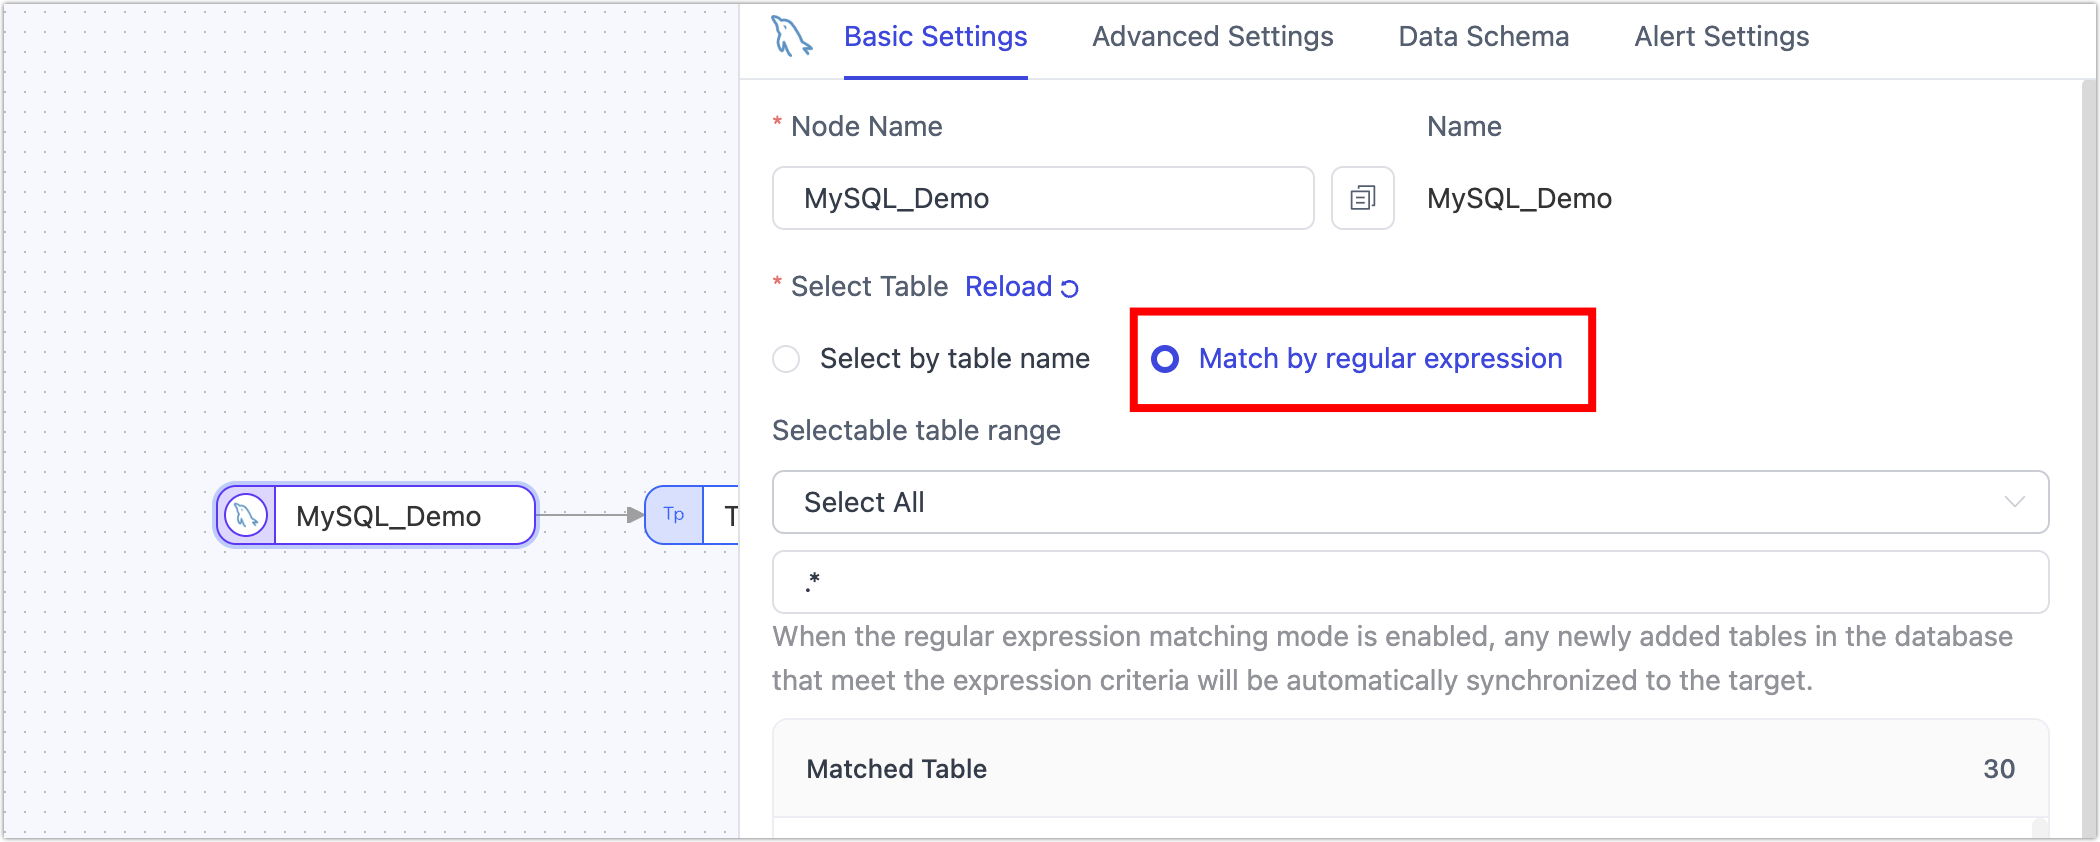 Basic Settings Advanced Settings Data Schema Alert Settings
* Node Name Name
MySQL_Demo MySQL_Demo
* Select Table Reload
Select by table name Match by regular expression
Selectable table range
Select All
.*
When the regular expression matching mode is enabled, any newly added tables in the database
that meet the expression criteria will be automatically synchronized to the target.
Matched Table 30
MySQL_Demo Tp T